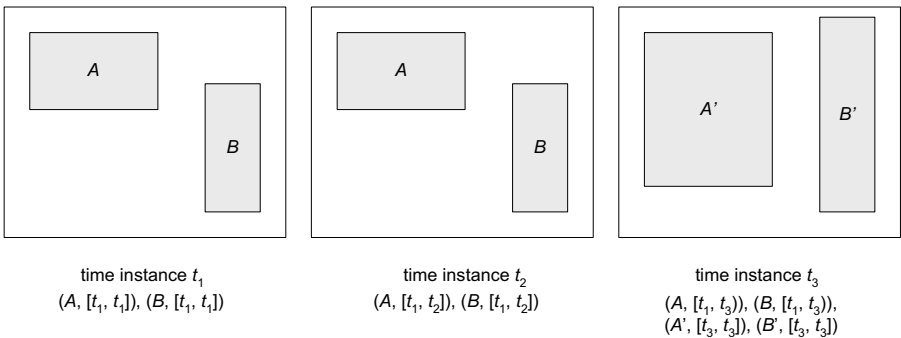 A
B
A
B
A’
B’
time instance t₁
(A, [t₁, t₁]), (B, [t₁, t₁])
time instance t₂
(A, [t₁, t₂]), (B, [t₁, t₂])
time instance t₃
(A, [t₁, t₃)), (B, [t₁, t₃)),
(A’, [t₃, t₃]), (B’, [t₃, t₃])